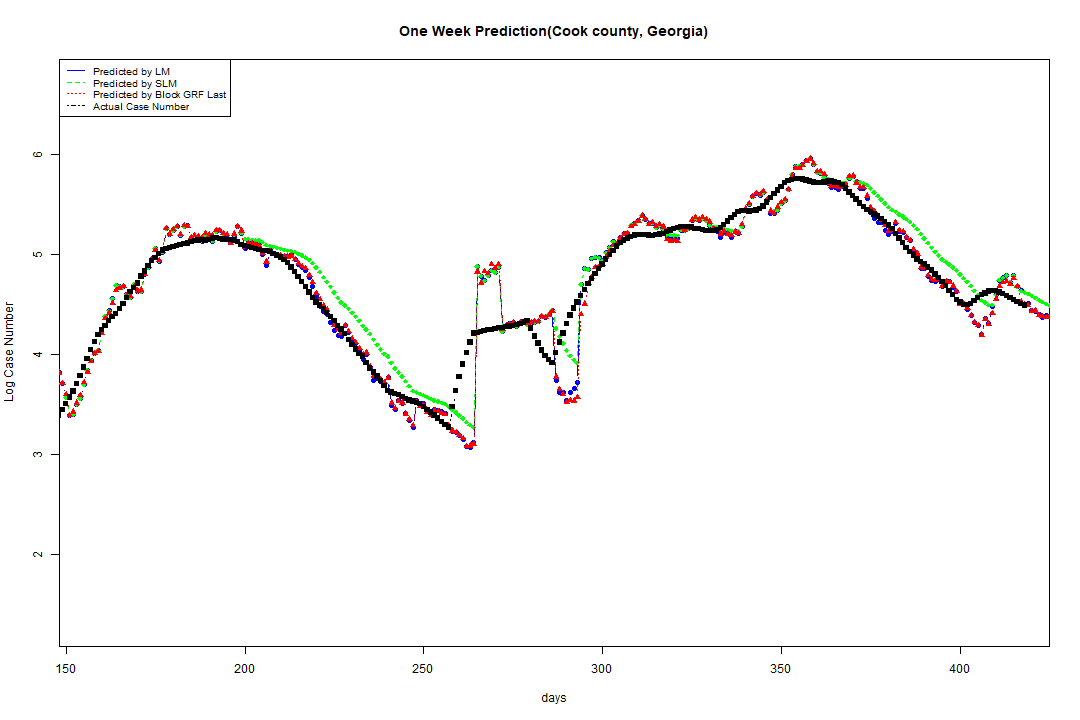 One Week Prediction(Cook county, Georgia)
Predicted by LM
Predicted by SLM
Predicted by Block GRF Last
Actual Case Number
Log Case Number
6
5
4
3
2
150 200 250 300 350 400
days